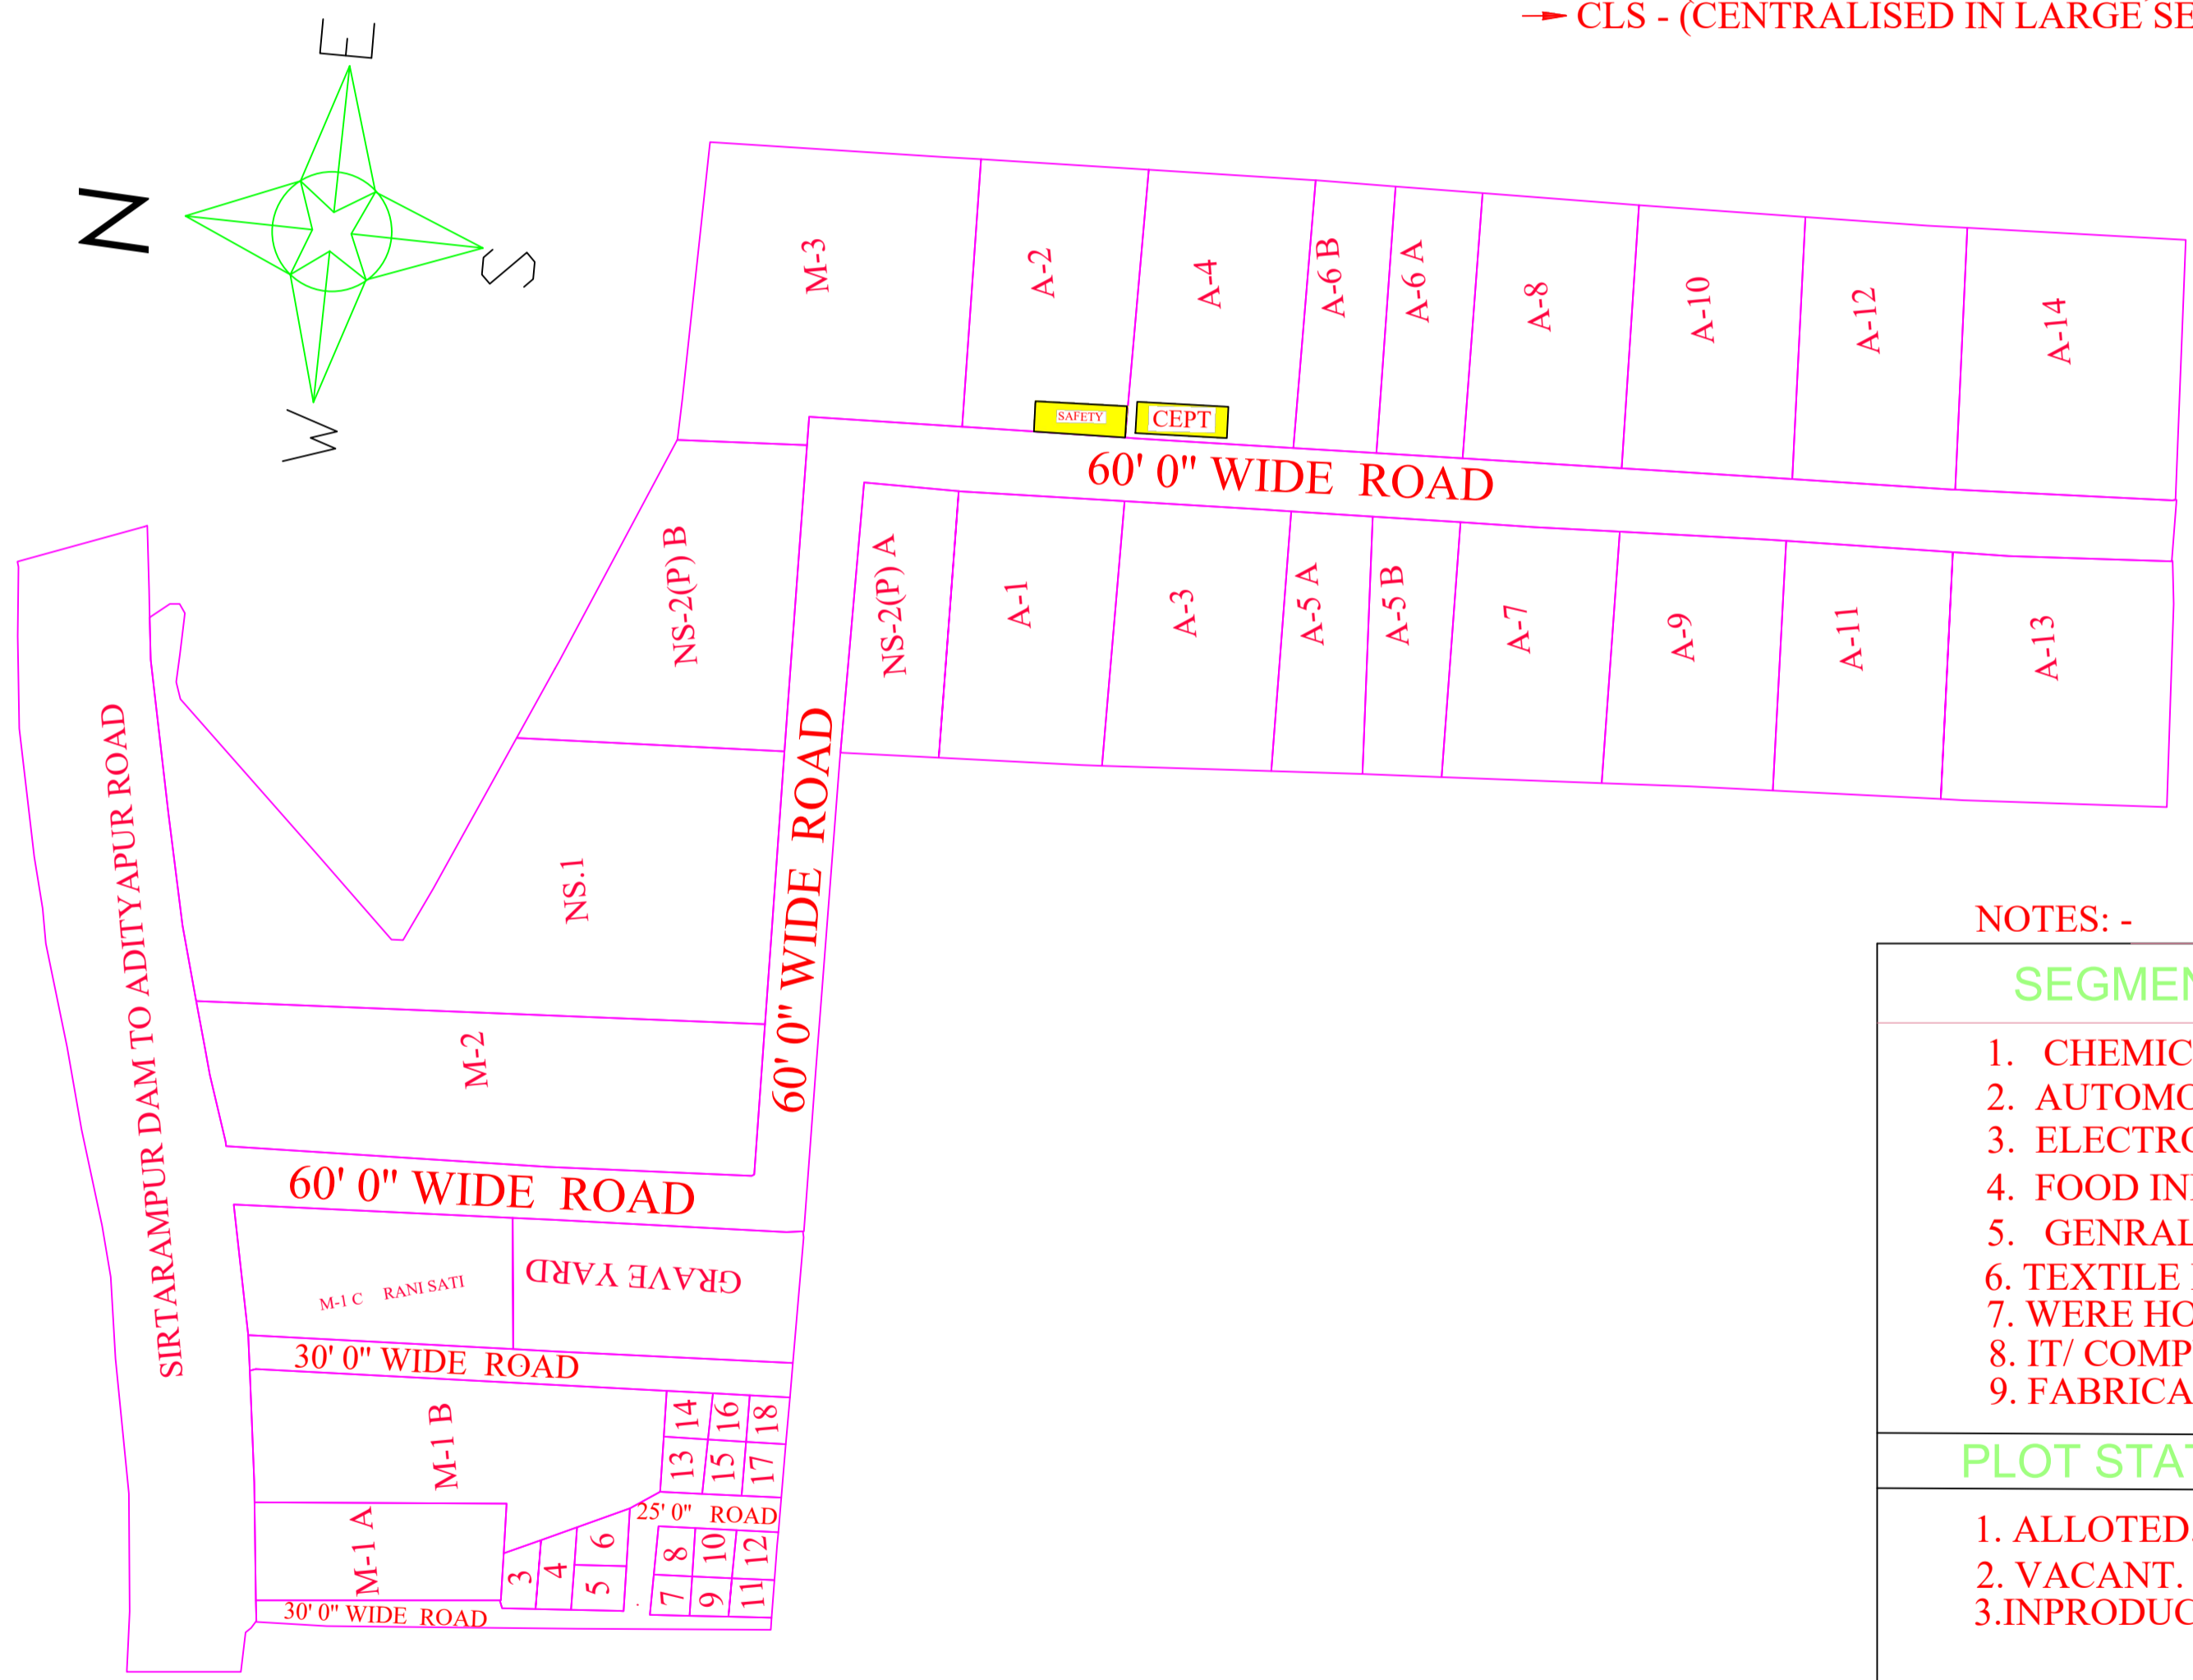 CLS - (CENTRALISED IN LARGE SE
E
N
S
W
M-3
A-2
A-4
A-6 B
A-6 A
A-8
A-10
A-12
A-14
SAFETY
CEPT
60' 0" WIDE ROAD
NS-2(P) B
NS-2(P) A
A-1
A-3
A-5 A
A-5 B
A-7
A-9
A-11
A-13
SIRTARAMPUR DAM TO ADITYAPUR ROAD
60' 0" WIDE ROAD
NS.1
M-2
60' 0" WIDE ROAD
M-1 C RANI SATI
GRAVE YARD
30' 0" WIDE ROAD
M-1 B
14
16
18
13
15
17
25' 0" ROAD
M-1 A
3
4
6
5
8
10
12
7
9
11
30' 0" WIDE ROAD
NOTES: -
SEGMEN
1. CHEMIC
2. AUTOMO
3. ELECTRO
4. FOOD IN
5. GENRAL
6. TEXTILE
7. WERE HO
8. IT/ COMP
9. FABRICA
PLOT STA
1. ALLOTED.
2. VACANT.
3.INPRODUC